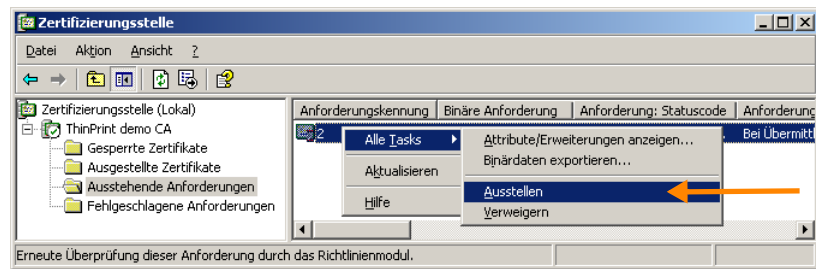 Zertifizierungsstelle
Datei Aktion Ansicht ?
Zertifizierungsstelle (Lokal)
ThinPrint demo CA
Gesperrte Zertifikate
Ausgestellte Zertifikate
Ausstehende Anforderungen
Fehlgeschlagene Anforderungen
Anforderungskennung Binäre Anforderung Anforderung: Statuscode Anforderung
2 Bei Übermittl
Alle Tasks
Aktualisieren
Hilfe
Attribute/Erweiterungen anzeigen...
Binärdaten exportieren...
Ausstellen
Verweigern
Erneute Überprüfung dieser Anforderung durch das Richtlinienmodul.